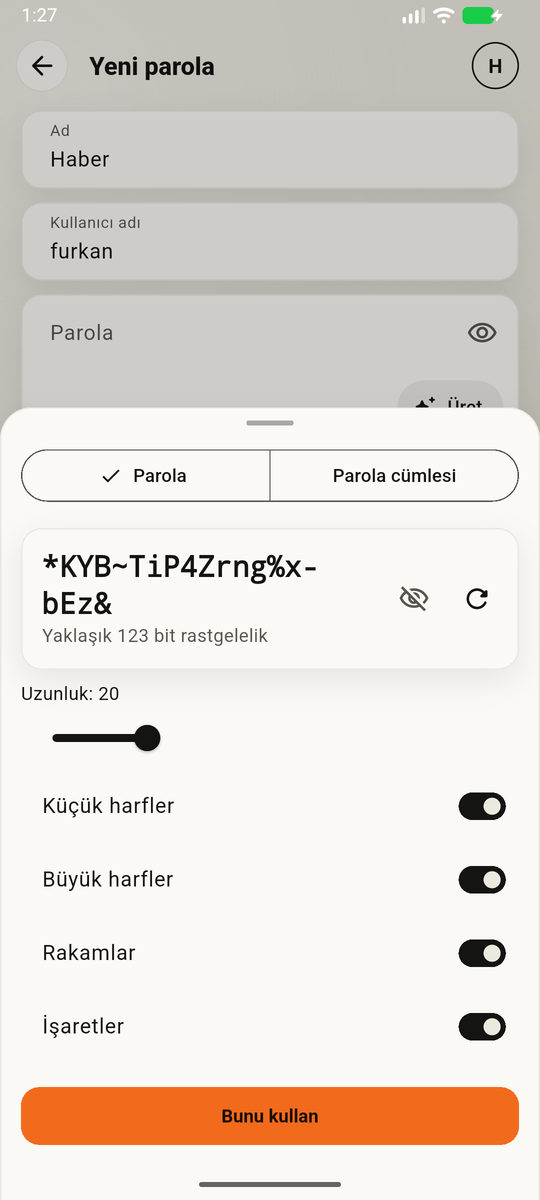 1:27
Yeni parola
H
Ad
Haber
Kullanıcı adı
furkan
Parola
Üret
Parola
Parola cümlesi
*KYB~TiP4Zrng%x-
bEz&
Yaklaşık 123 bit rastgelelik
Uzunluk: 20
Küçük harfler
Büyük harfler
Rakamlar
İşaretler
Bunu kullan